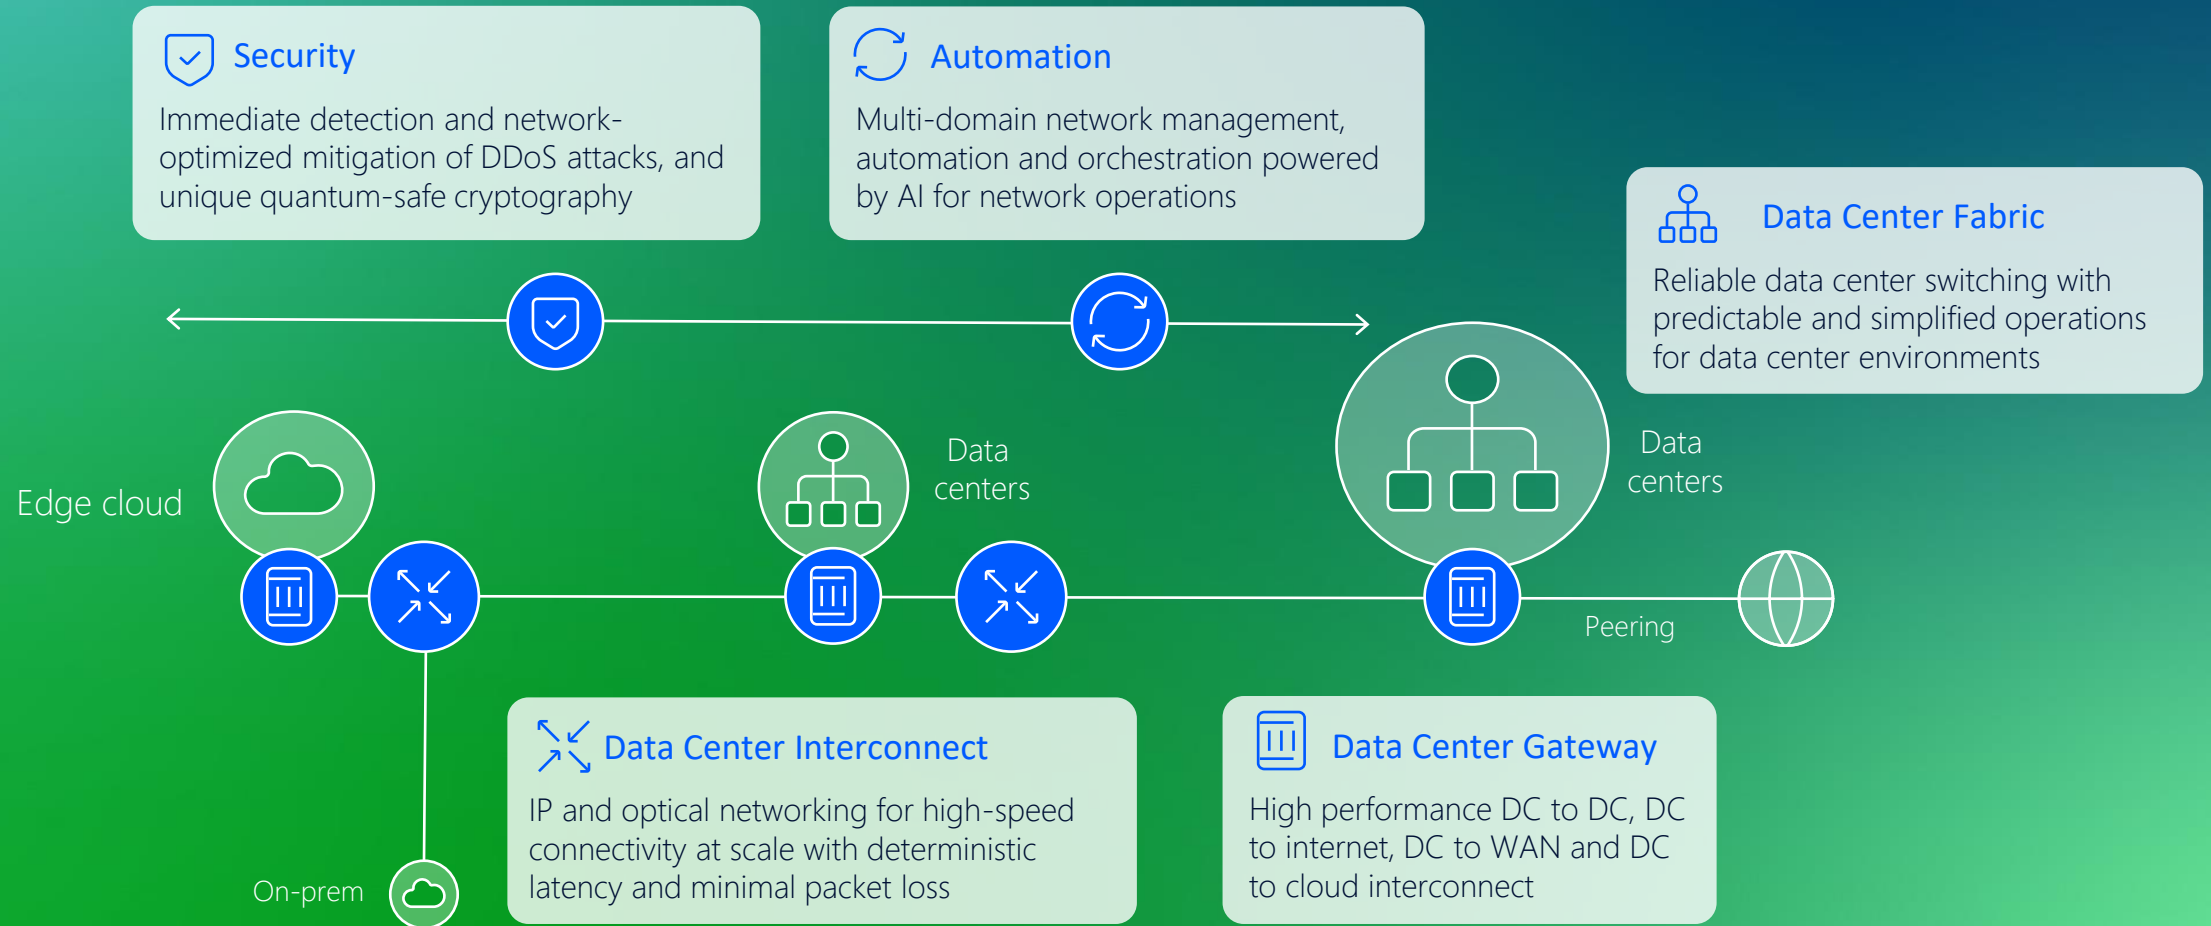 Security
Immediate detection and network-
optimized mitigation of DDoS attacks, and
unique quantum-safe cryptography
Automation
Multi-domain network management,
automation and orchestration powered
by AI for network operations
Data Center Fabric
Reliable data center switching with
predictable and simplified operations
for data center environments
Edge cloud
Data
centers
Data
centers
Peering
On-prem
Data Center Interconnect
IP and optical networking for high-speed
connectivity at scale with deterministic
latency and minimal packet loss
Data Center Gateway
High performance DC to DC, DC
to internet, DC to WAN and DC
to cloud interconnect